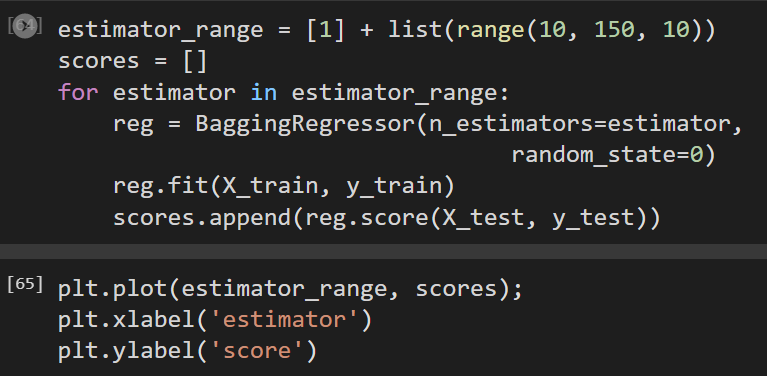 [64] estimator_range = [1] + list(range(10, 150, 10))
scores = []
for estimator in estimator_range:
    reg = BaggingRegressor(n_estimators=estimator,
                                 random_state=0)
    reg.fit(X_train, y_train)
    scores.append(reg.score(X_test, y_test))
[65] plt.plot(estimator_range, scores);
plt.xlabel('estimator')
plt.ylabel('score')